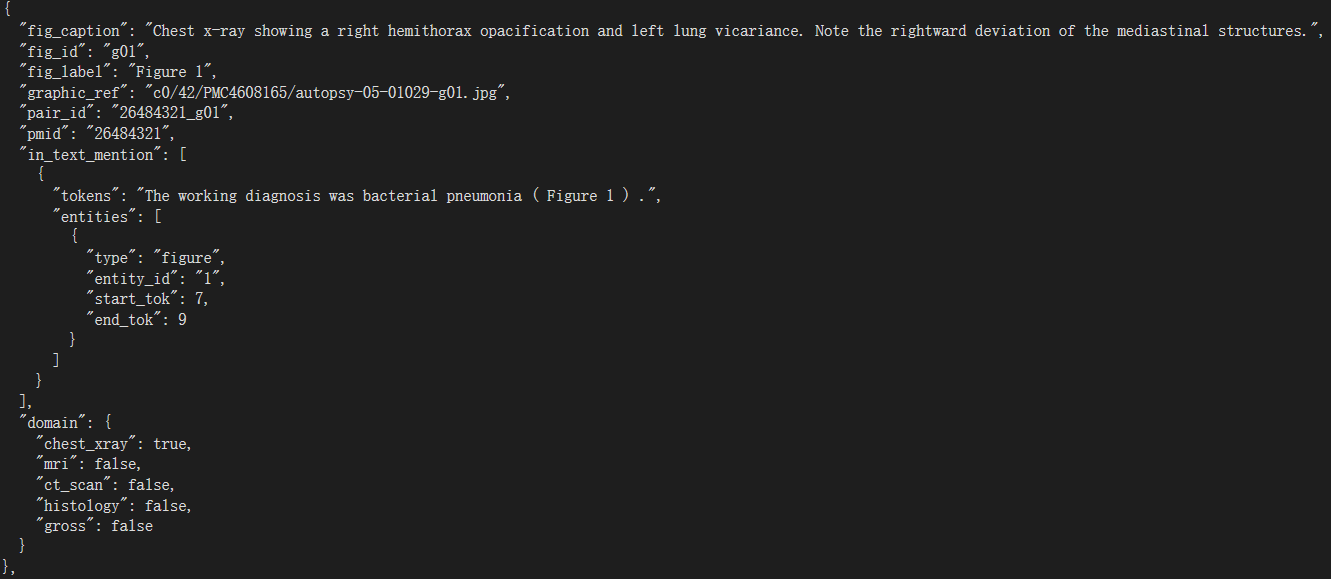 {
  "fig_caption": "Chest x-ray showing a right hemithorax opacification and left lung vicariance. Note the rightward deviation of the mediastinal structures.",
  "fig_id": "g01",
  "fig_label": "Figure 1",
  "graphic_ref": "c0/42/PMC4608165/autopsy-05-01029-g01.jpg",
  "pair_id": "26484321_g01",
  "pmid": "26484321",
  "in_text_mention": [
    {
      "tokens": "The working diagnosis was bacterial pneumonia ( Figure 1 ) .",
      "entities": [
        {
          "type": "figure",
          "entity_id": "1",
          "start_tok": 7,
          "end_tok": 9
        }
      ]
    }
  ],
  "domain": {
    "chest_xray": true,
    "mri": false,
    "ct_scan": false,
    "histology": false,
    "gross": false
  }
},